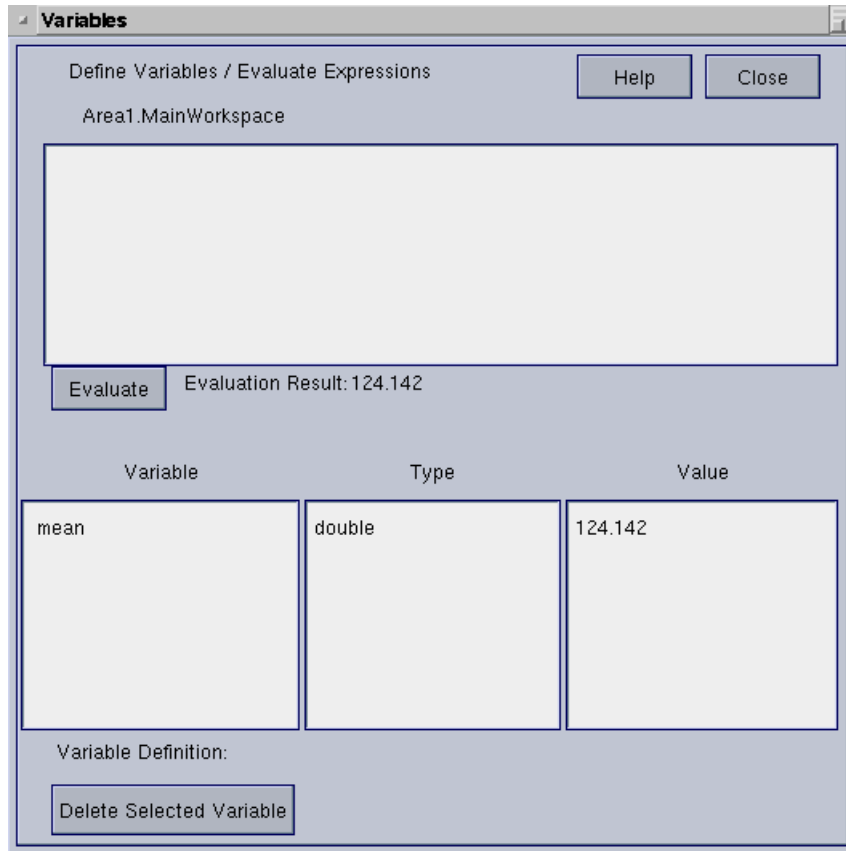 Variables
Define Variables / Evaluate Expressions
Help
Close
Area1.MainWorkspace
Evaluate
Evaluation Result: 124.142
Variable
Type
Value
mean
double
124.142
Variable Definition:
Delete Selected Variable